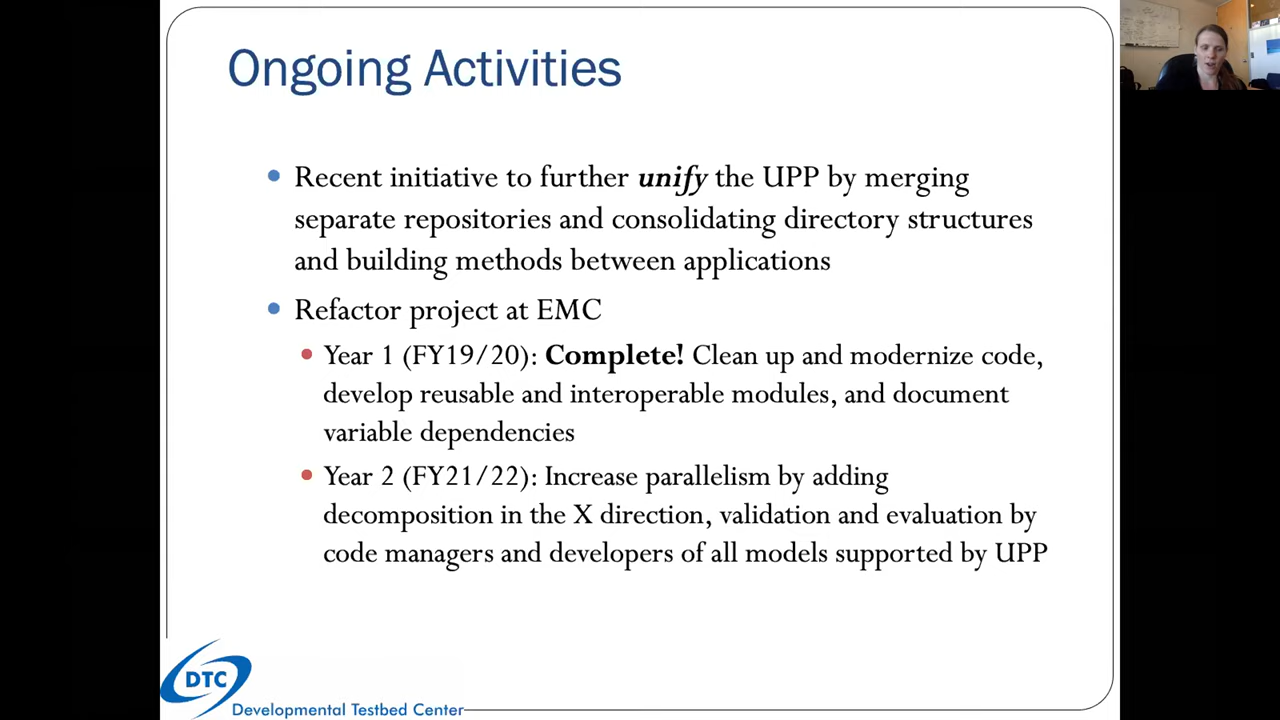 Ongoing Activities
Recent initiative to further unify the UPP by merging
separate repositories and consolidating directory structures
and building methods between applications
Refactor project at EMC
Year 1 (FY19/20): Complete! Clean up and modernize code,
develop reusable and interoperable modules, and document
variable dependencies
Year 2 (FY21/22): Increase parallelism by adding
decomposition in the X direction, validation and evaluation by
code managers and developers of all models supported by UPP
DTC
Developmental Testbed Center